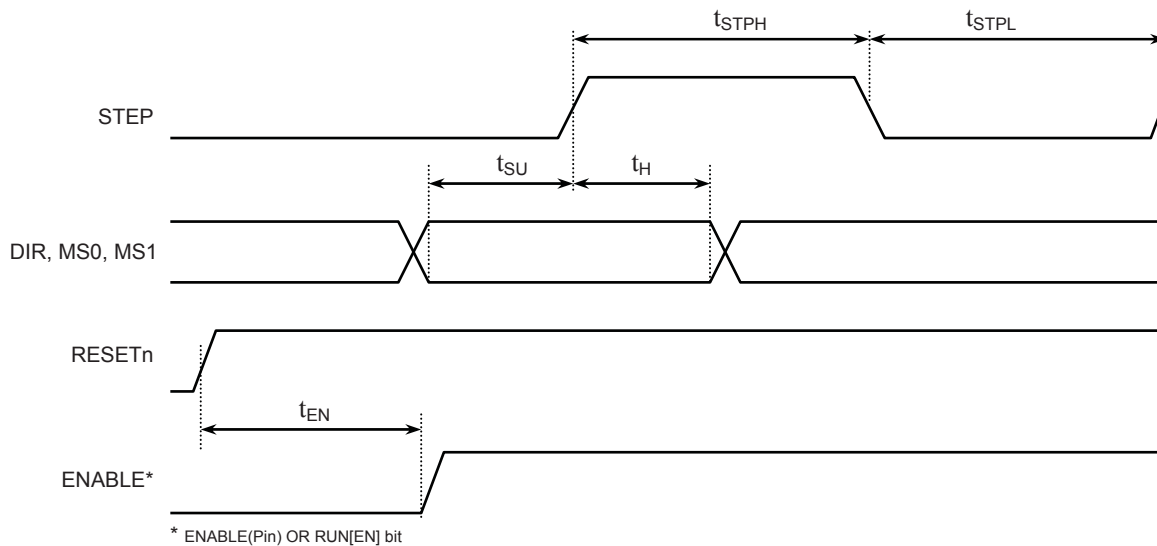 tSTPH tSTPL
STEP
tSU tH
DIR, MS0, MS1
RESETn
tEN
ENABLE*
* ENABLE(Pin) OR RUN[EN] bit